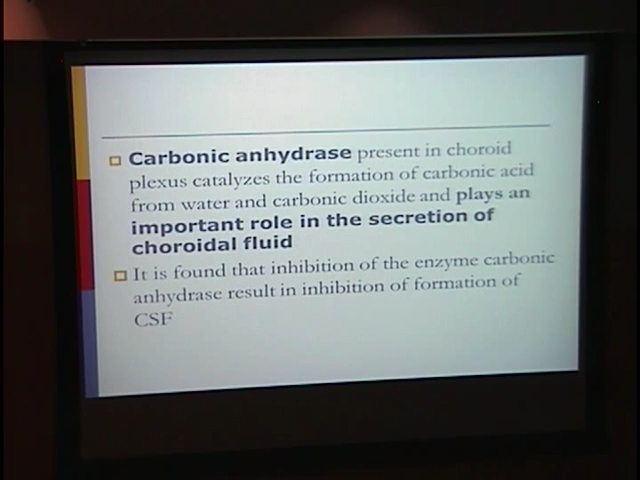 Carbonic anhydrase present in choroid
plexus catalyzes the formation of carbonic acid
from water and carbonic dioxide and plays an
important role in the secretion of
choroidal fluid
It is found that inhibition of the enzyme carbonic
anhydrase result in inhibition of formation of
CSF